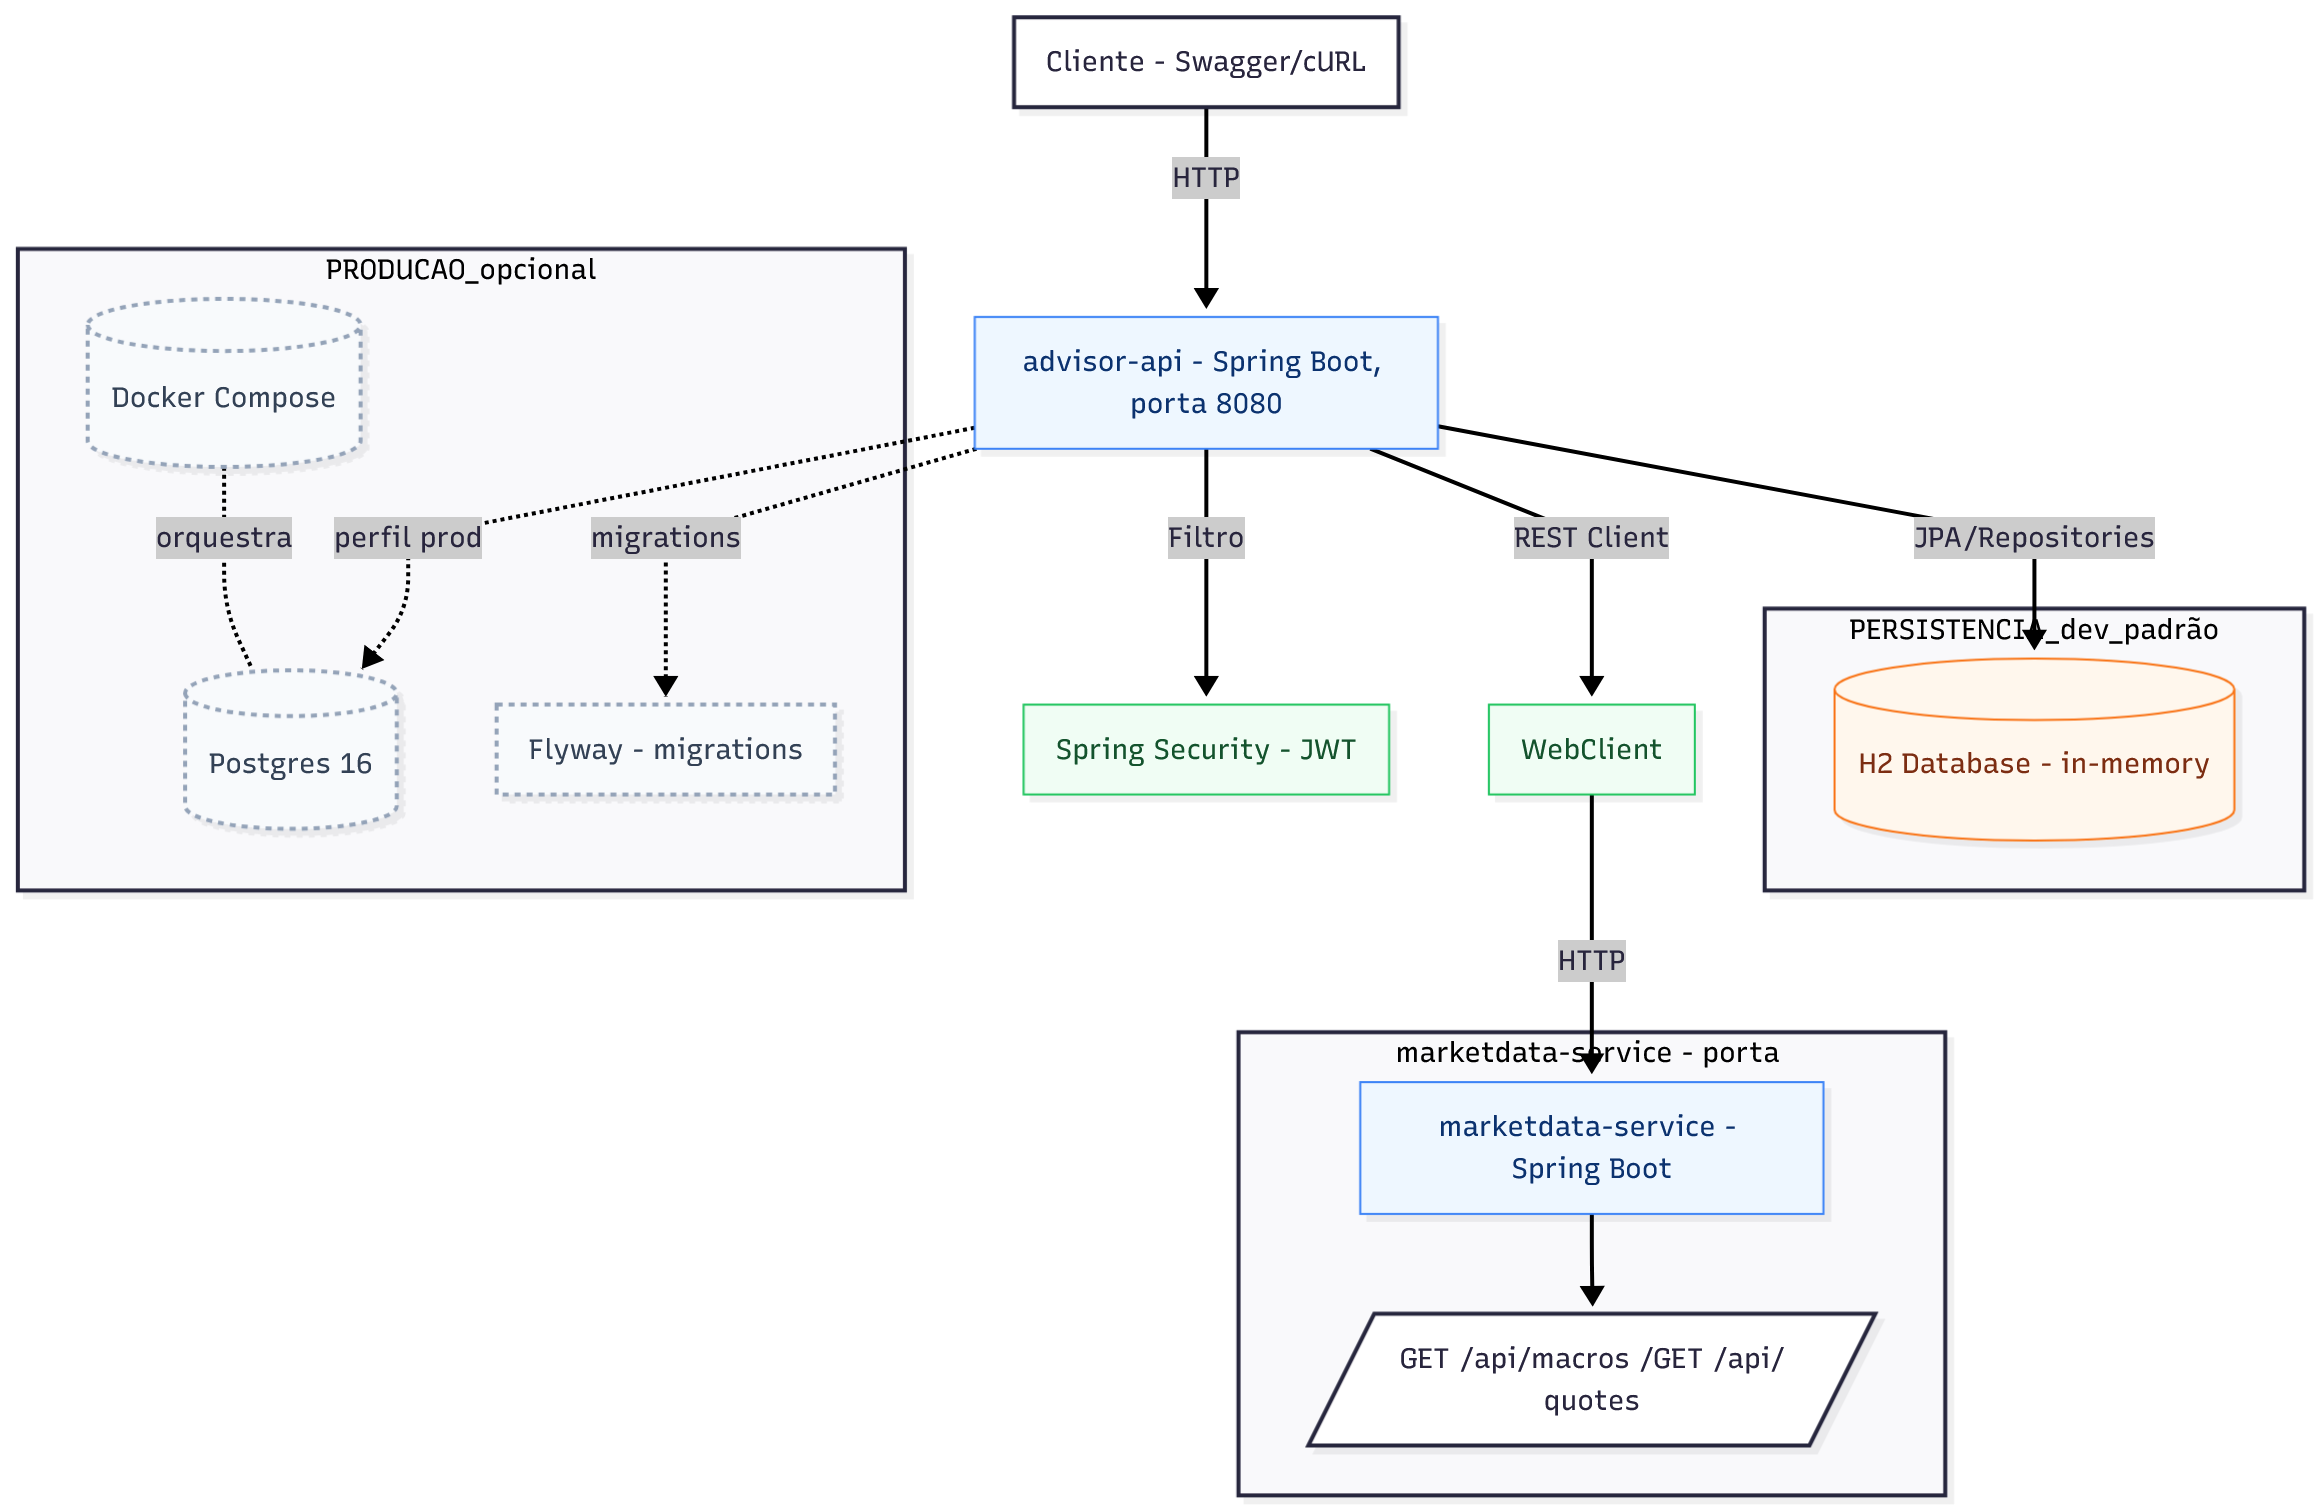 Cliente - Swagger/cURL
HTTP
PRODUCAO_opcional
Docker Compose
advisor-api - Spring Boot,
porta 8080
orquestra
perfil prod
migrations
Filtro
REST Client
JPA/Repositories
PERSISTENCIA_dev_padrão
Postgres 16
Flyway - migrations
Spring Security - JWT
WebClient
H2 Database - in-memory
HTTP
marketdata-service - porta
marketdata-service -
Spring Boot
GET /api/macros /GET /api/
quotes